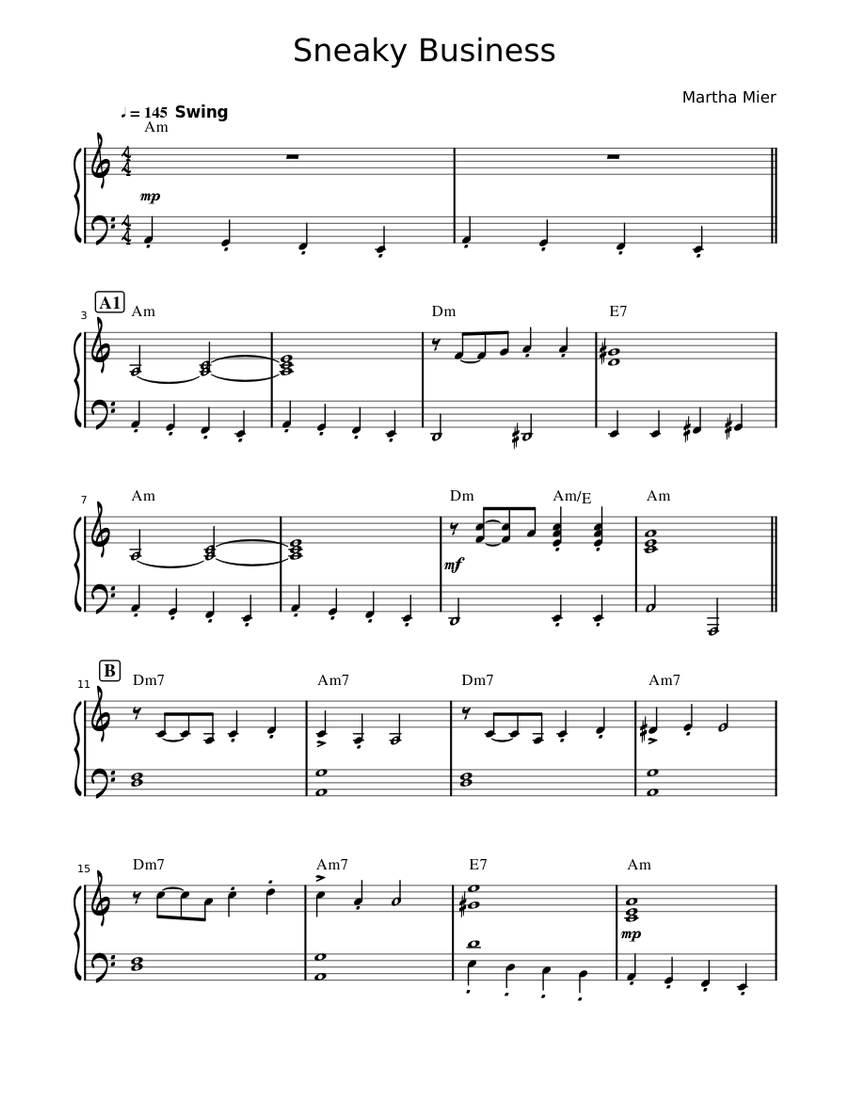 Sneaky Business
Martha Mier
♩ = 145 Swing
Am
mp
3 A1 Am Dm E7
7 Am Dm Am/E Am
mf
B
11 Dm7 Am7 Dm7 Am7
15 Dm7 Am7 E7 Am
mp